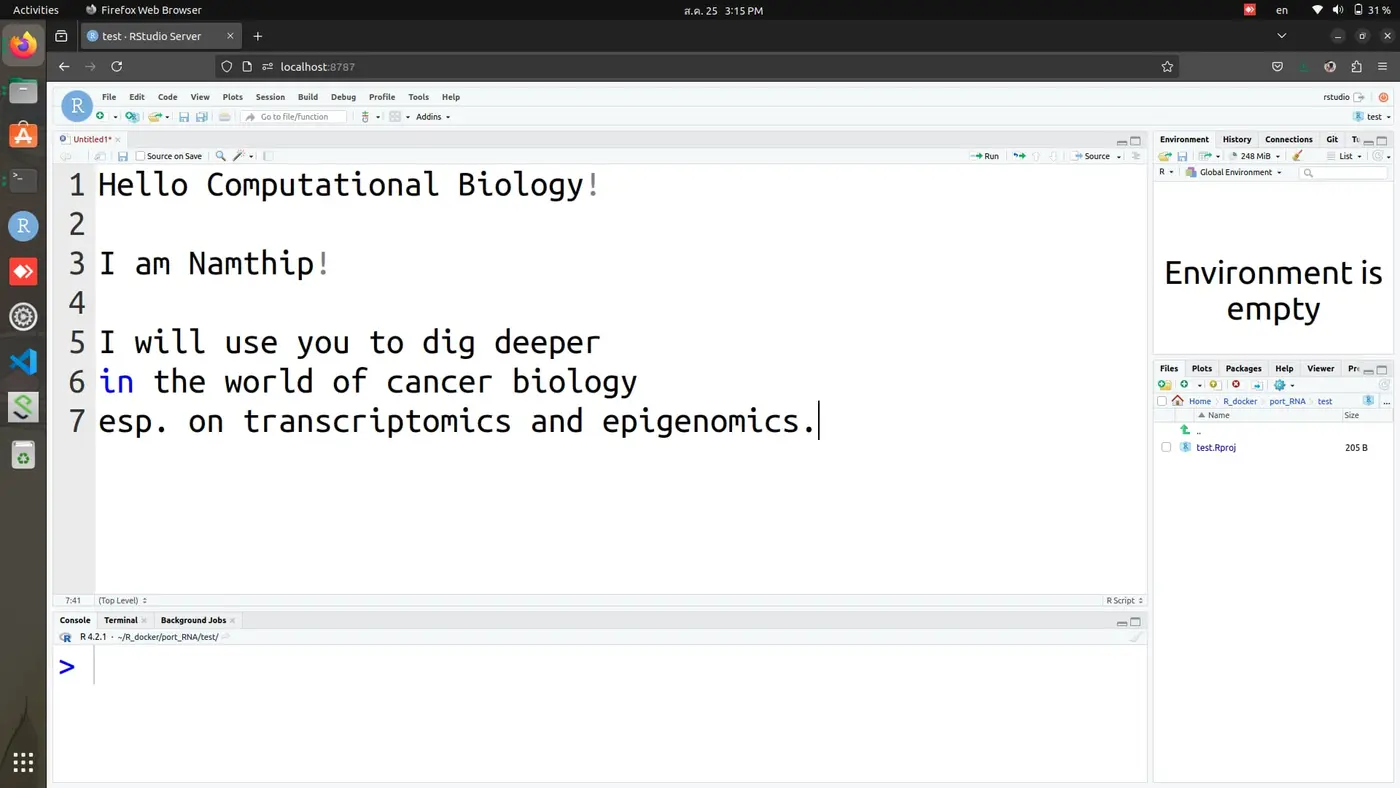 Activities Firefox Web Browser ส.ค. 25 3:15 PM en 31 %
test · RStudio Server
localhost:8787
File Edit Code View Plots Session Build Debug Profile Tools Help rstudio
Go to file/function Addins test
Untitled1*
Source on Save Run Source
1 Hello Computational Biology!
2
3 I am Namthip!
4
5 I will use you to dig deeper
6 in the world of cancer biology
7 esp. on transcriptomics and epigenomics.
7:41 (Top Level) R Script
Console Terminal Background Jobs
R 4.2.1 · ~/R_docker/port_RNA/test/
>
Environment History Connections Git Tu
248 MiB List
R Global Environment
Environment is
empty
Files Plots Packages Help Viewer Pr
Home R_docker port_RNA test ...
Name Size
..
test.Rproj 205 B